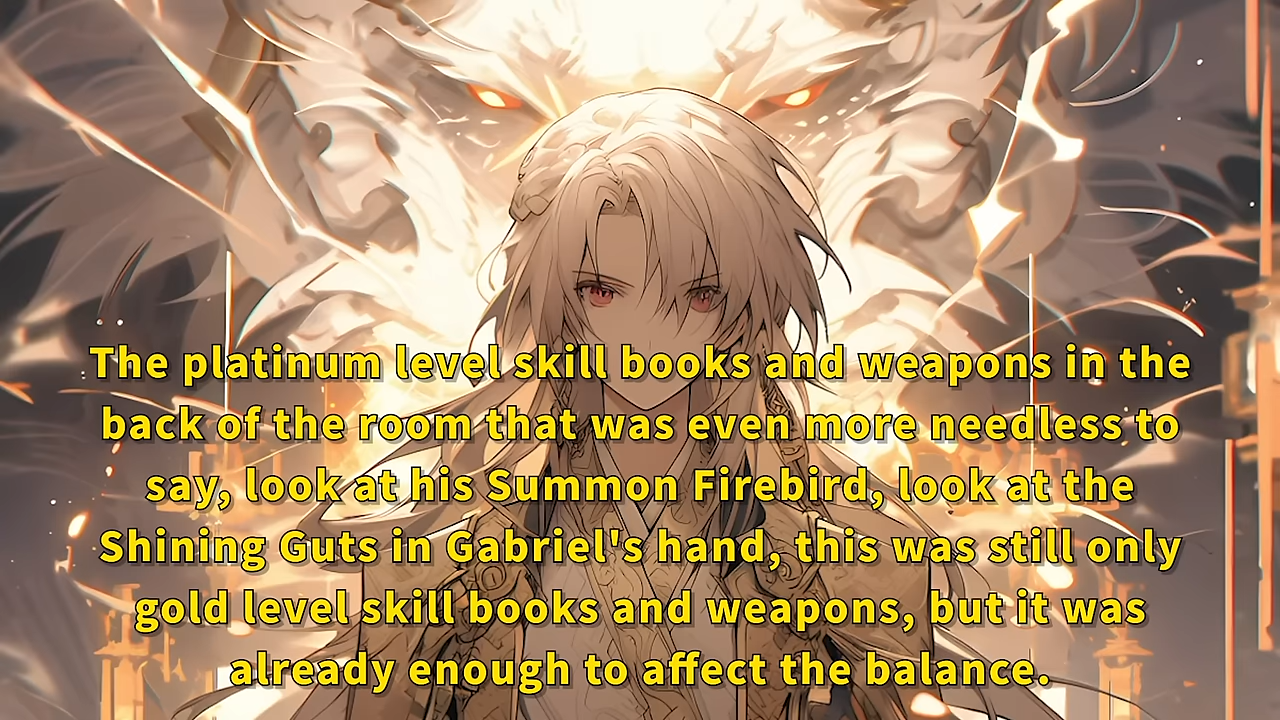 The platinum level skill books and weapons in the
back of the room that was even more needless to
say, look at his Summon Firebird, look at the
Shining Guts in Gabriel's hand, this was still only
gold level skill books and weapons, but it was
already enough to affect the balance.